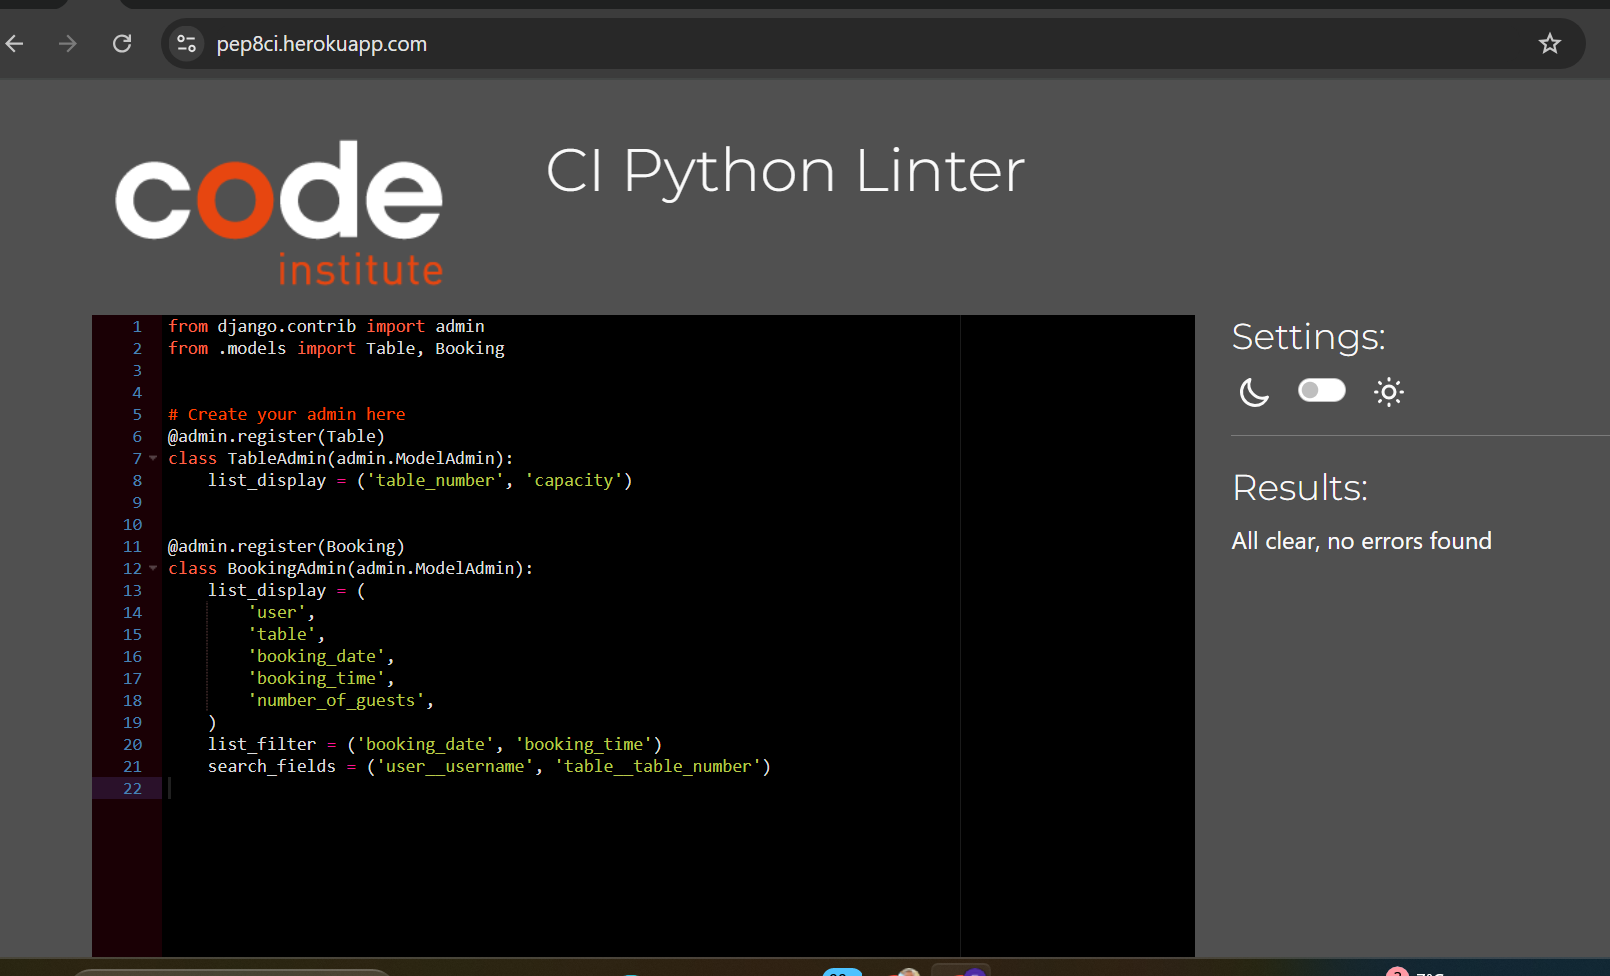 pep8ci.herokuapp.com
code
institute
CI Python Linter
1 from django.contrib import admin
2 from .models import Table, Booking
3
4
5 # Create your admin here
6 @admin.register(Table)
7 class TableAdmin(admin.ModelAdmin):
8     list_display = ('table_number', 'capacity')
9
10
11 @admin.register(Booking)
12 class BookingAdmin(admin.ModelAdmin):
13     list_display = (
14         'user',
15         'table',
16         'booking_date',
17         'booking_time',
18         'number_of_guests',
19     )
20     list_filter = ('booking_date', 'booking_time')
21     search_fields = ('user__username', 'table__table_number')
22
Settings:
Results:
All clear, no errors found